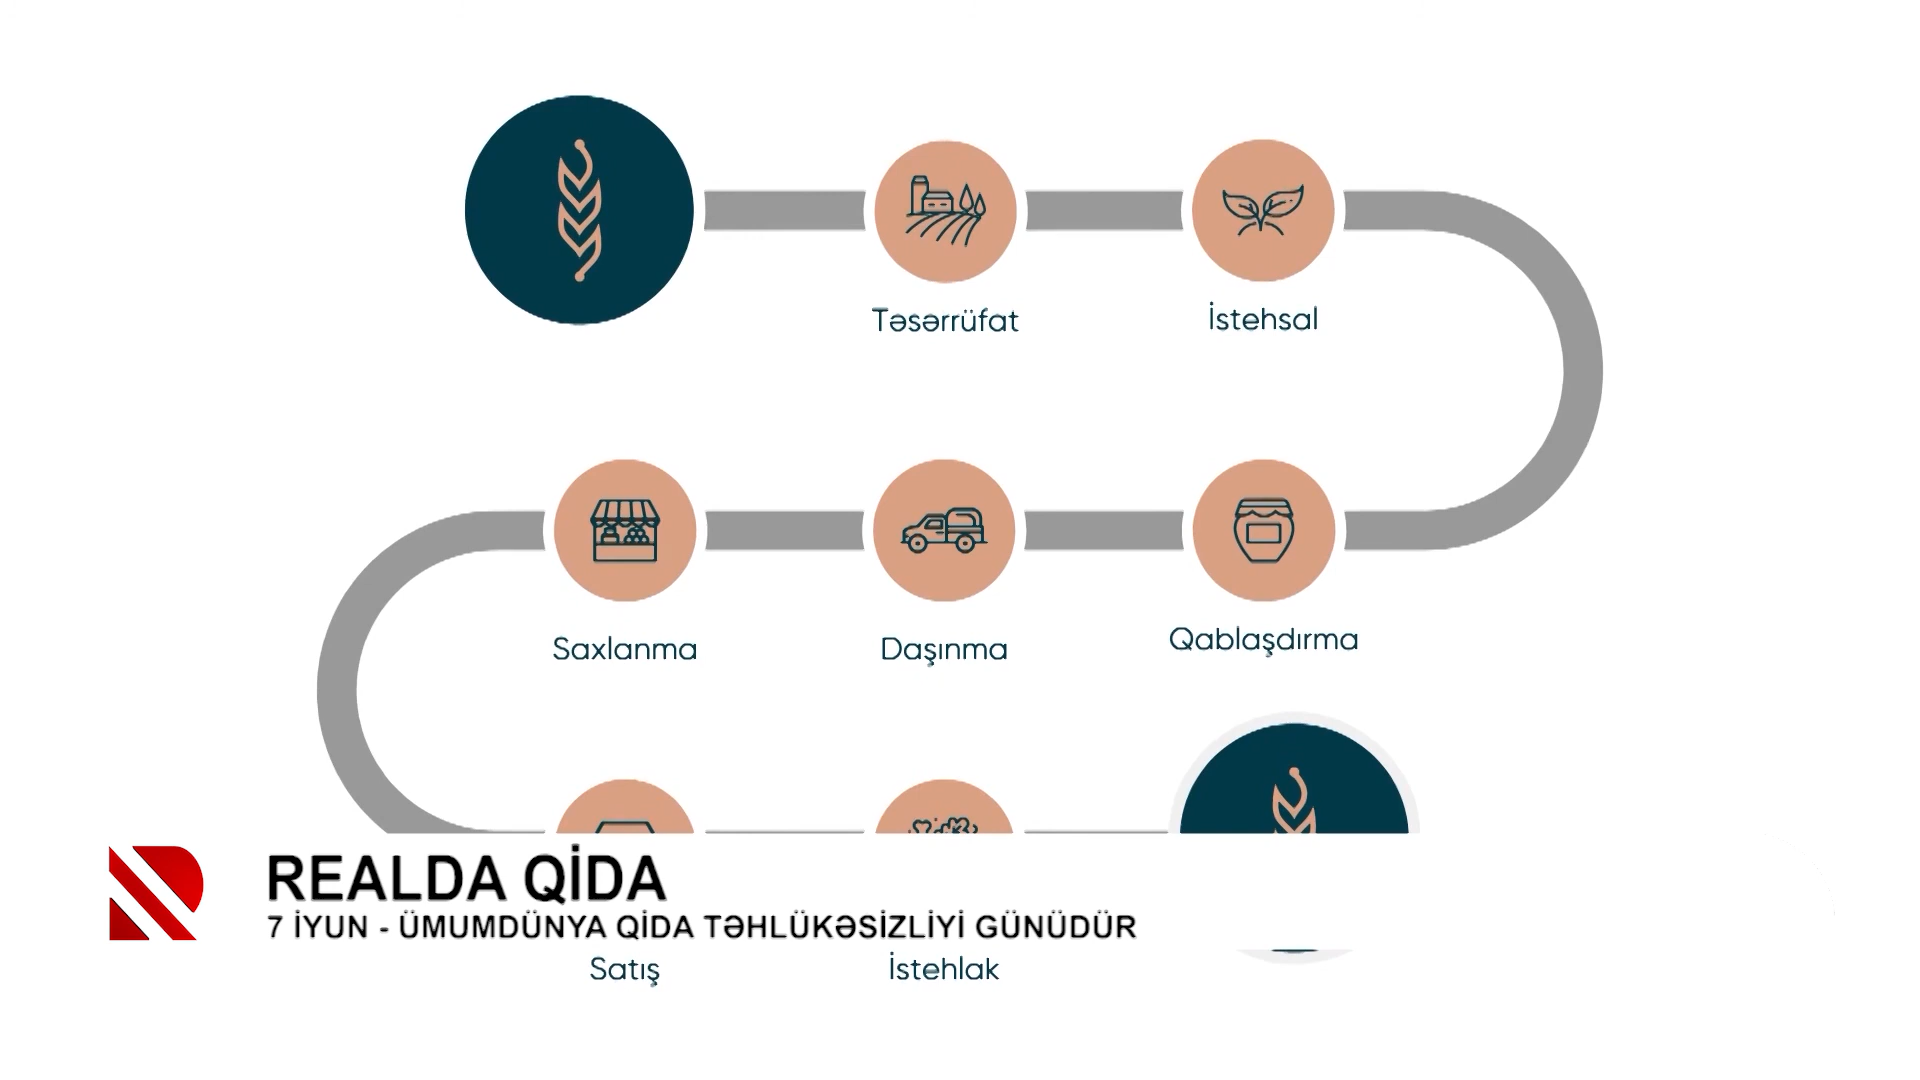 Təsərrüfat
İstehsal
Saxlanma
Daşınma
Qablaşdırma
REALDA QİDA
7 İYUN - ÜMUMDÜNYA QİDA TƏHLÜKƏSİZLİYİ GÜNÜDÜR
Satış
İstehlak